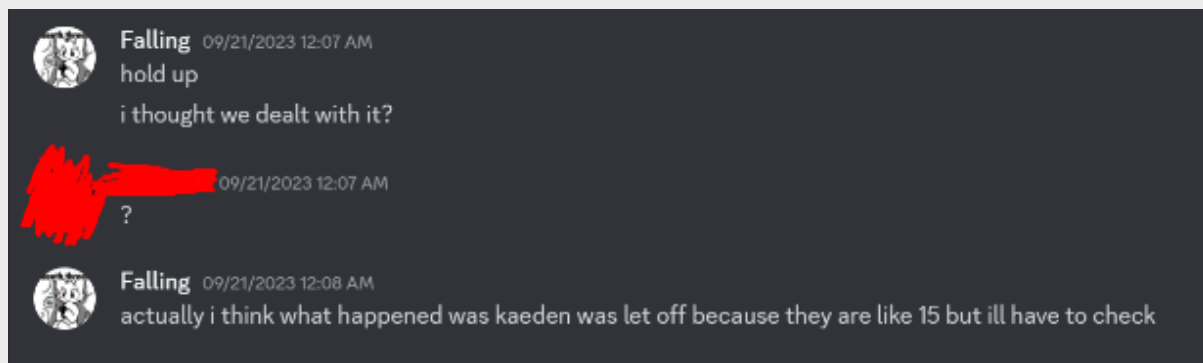 Falling 09/21/2023 12:07 AM
hold up
i thought we dealt with it?
09/21/2023 12:07 AM
?
Falling 09/21/2023 12:08 AM
actually i think what happened was kaeden was let off because they are like 15 but ill have to check